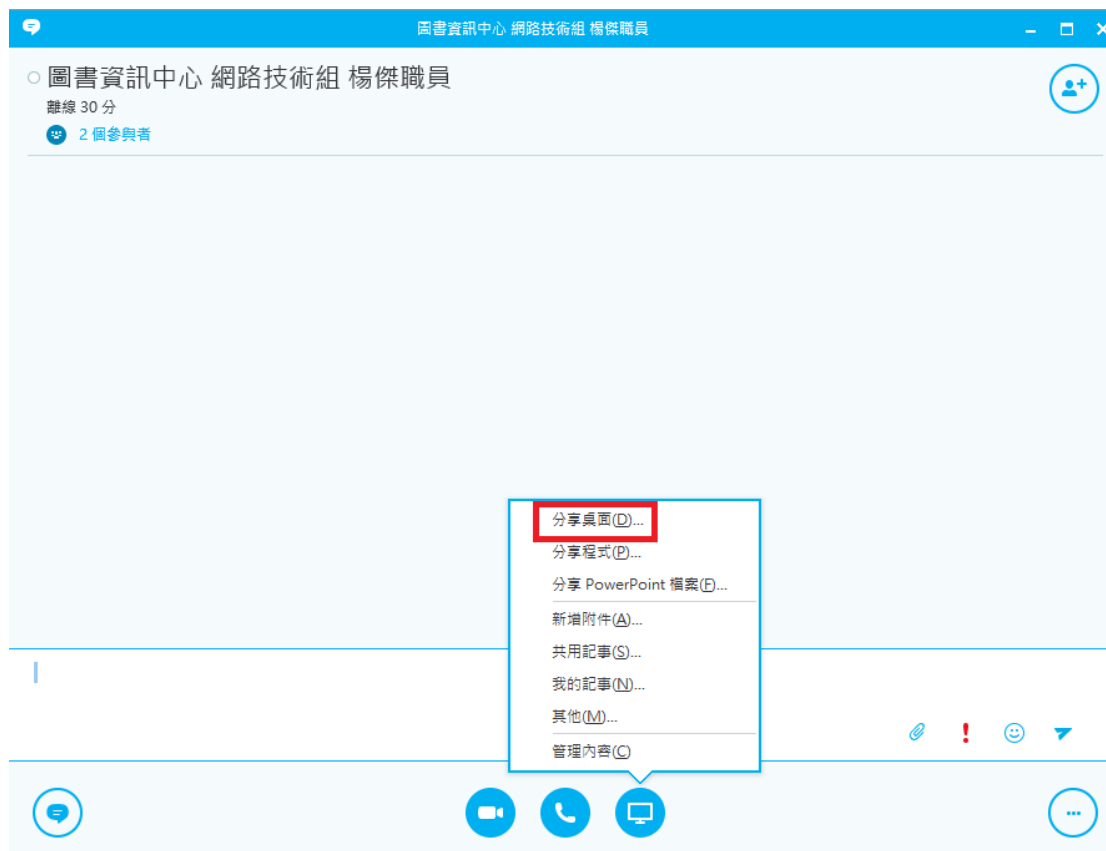 圖書資訊中心 網路技術組 楊傑職員
圖書資訊中心 網路技術組 楊傑職員
離線 30 分
2 個參與者
分享桌面(D)...
分享程式(P)...
分享 PowerPoint 檔案(F)...
新增附件(A)...
共用記事(S)...
我的記事(N)...
其他(M)...
管理內容(C)